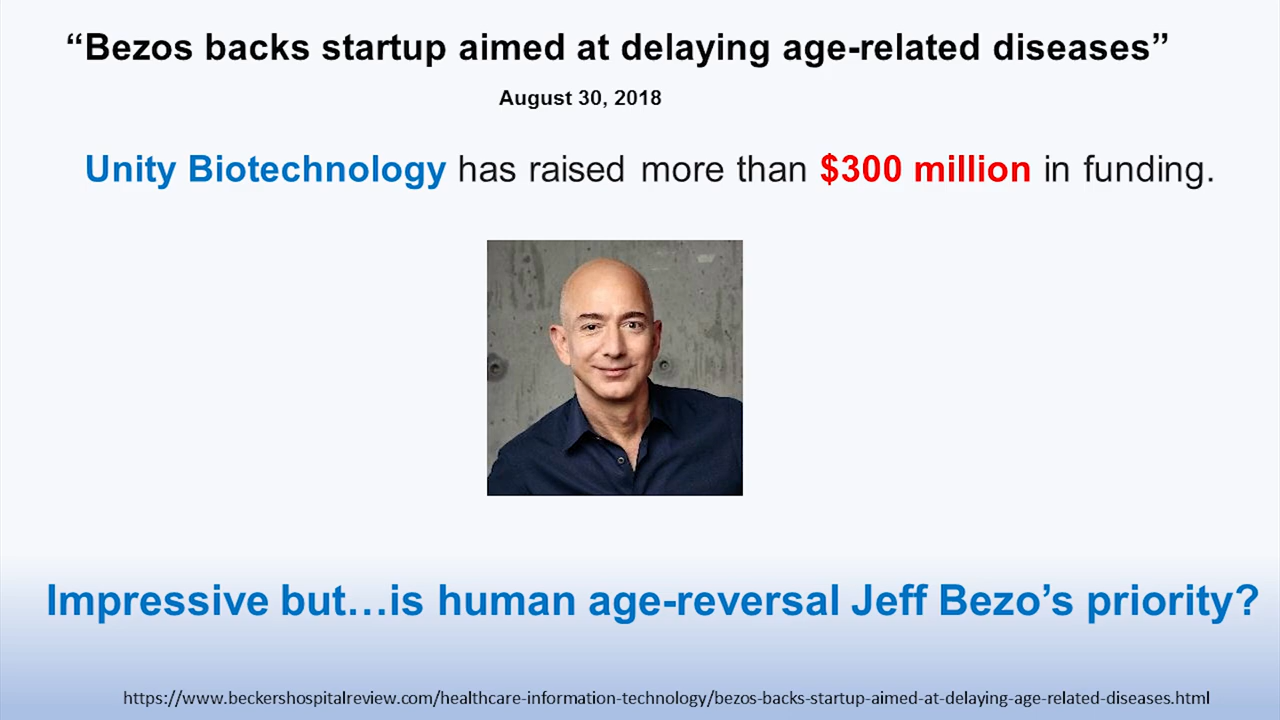 “Bezos backs startup aimed at delaying age-related diseases”
August 30, 2018
Unity Biotechnology has raised more than $300 million in funding.
Impressive but…is human age-reversal Jeff Bezo’s priority?
https://www.beckershospitalreview.com/healthcare-information-technology/bezos-backs-startup-aimed-at-delaying-age-related-diseases.html